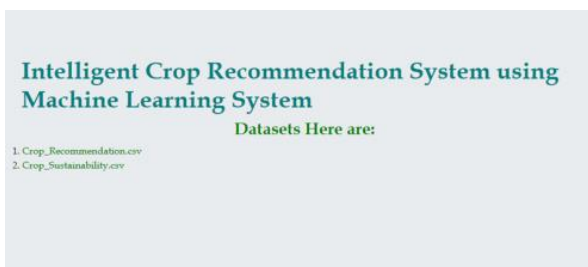 Intelligent Crop Recommendation System using
Machine Learning System
Datasets Here are:
1. Crop_Recommendation.csv
2. Crop_Sustainability.csv